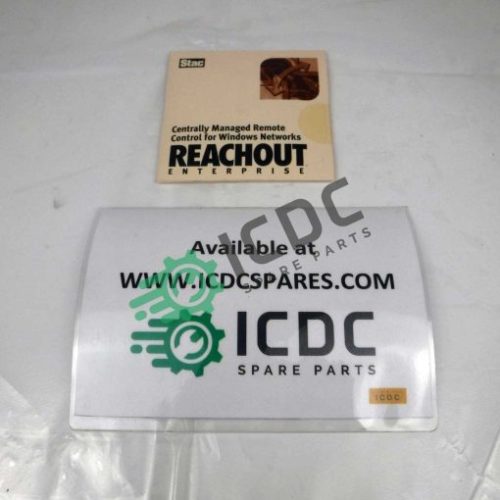 Stac
Centrally Managed Remote
Control for Windows Networks
REACHOUT
ENTERPRISE
ICDC
SPARE PARTS
Available at
WWW.ICDCSPARES.COM
ICDC
SPARE PARTS
ICDC